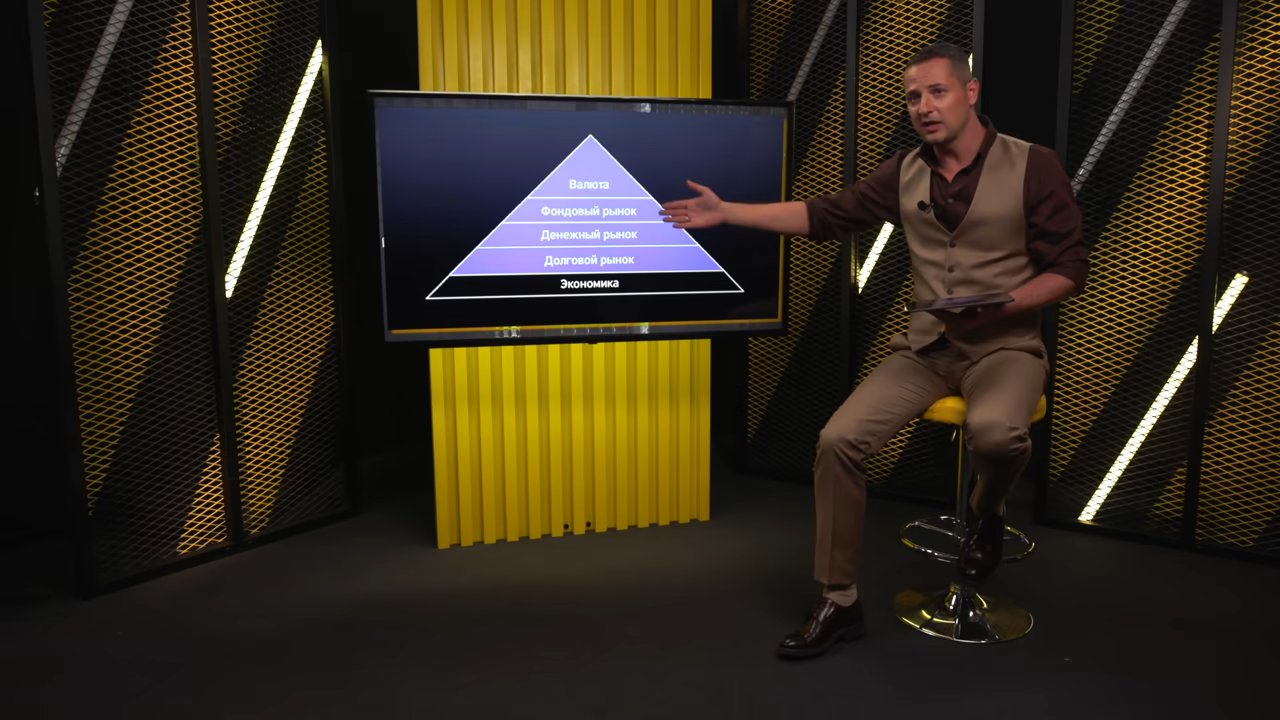 Валюта
Фондовый рынок
Денежный рынок
Долговой рынок
Экономика